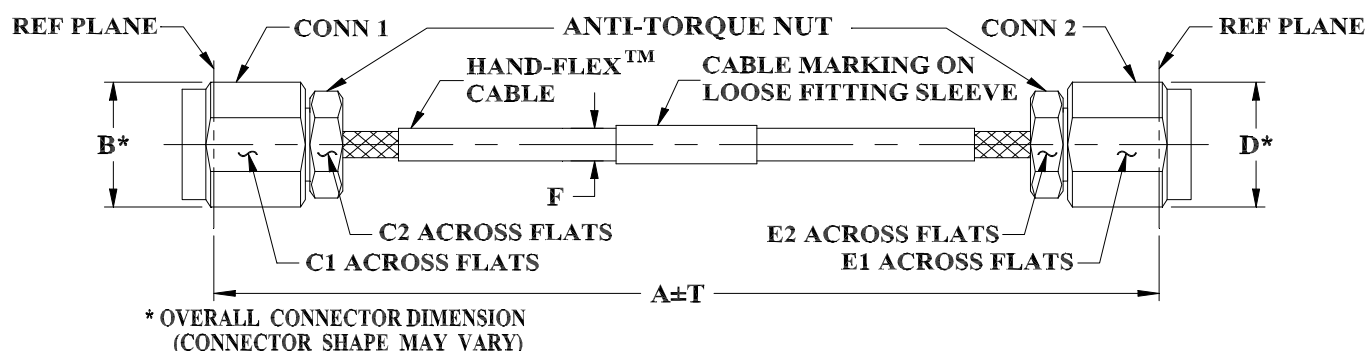 REF PLANE
CONN 1
ANTI-TORQUE NUT
CONN 2
REF PLANE
HAND-FLEX™
CABLE
CABLE MARKING ON
LOOSE FITTING SLEEVE
B*
D*
F
C2 ACROSS FLATS
C1 ACROSS FLATS
E2 ACROSS FLATS
E1 ACROSS FLATS
A±T
* OVERALL CONNECTOR DIMENSION
(CONNECTOR SHAPE MAY VARY)